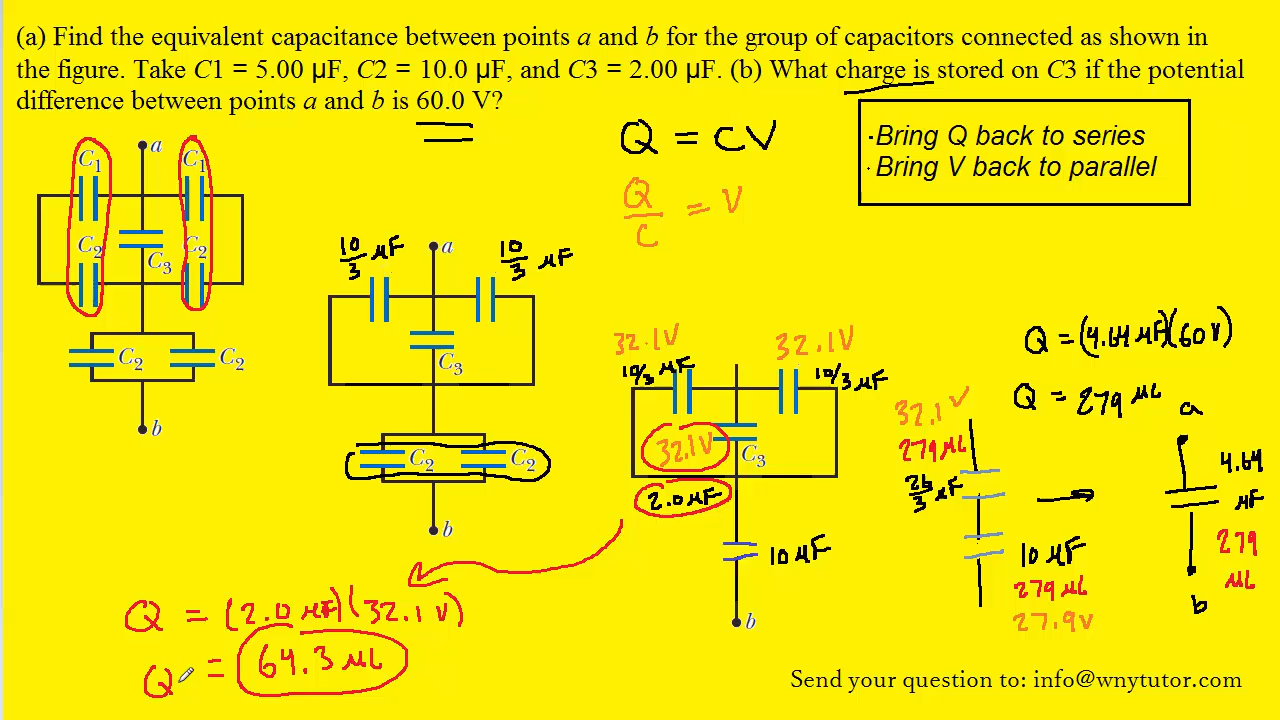 (a) Find the equivalent capacitance between points a and b for the group of capacitors connected as shown in
the figure. Take C1 = 5.00 µF, C2 = 10.0 µF, and C3 = 2.00 µF. (b) What charge is stored on C3 if the potential
difference between points a and b is 60.0 V?
·Bring Q back to series
·Bring V back to parallel
Q = CV
Q/C = V
a
C₁
C₁
C₂
C₂
C₃
C₂
C₂
b
10/3 µF
a
10/3 µF
C₃
C₂
C₂
b
32.1V
32.1V
10/3 µF
10/3 µF
32.1V
C₃
2.0 µF
10 µF
b
Q = (4.64 µF)(60 V)
Q = 279 µC
32.1 V
279 µC
26/3 µF
10 µF
279 µC
27.9V
a
4.64
µF
279
µC
b
Q = (2.0 µF)(32.1 V)
Q = 64.3 µC
Send your question to: info@wnytutor.com